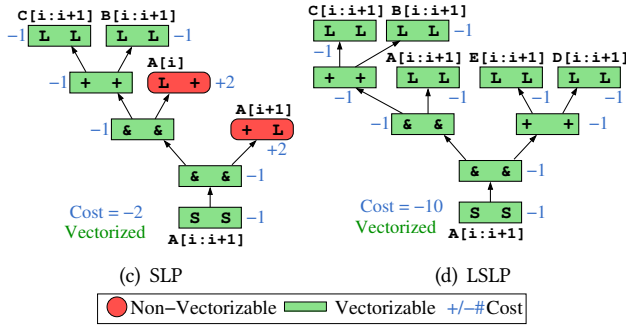 C[i:i+1] B[i:i+1]
−1 L L L L −1
A[i]
−1 + + L + +2
A[i+1]
−1 & & + L
+2
& & −1
Cost = −2
Vectorized
S S −1
A[i:i+1]
(c) SLP
C[i:i+1] B[i:i+1]
L L L L
−1 −1
A[i:i+1] E[i:i+1] D[i:i+1]
+ + L L L L L L
−1 −1 −1 −1
& & −1 + + −1
& & −1
Cost = −10
Vectorized
S S −1
A[i:i+1]
(d) LSLP
Non−Vectorizable Vectorizable +/−#Cost